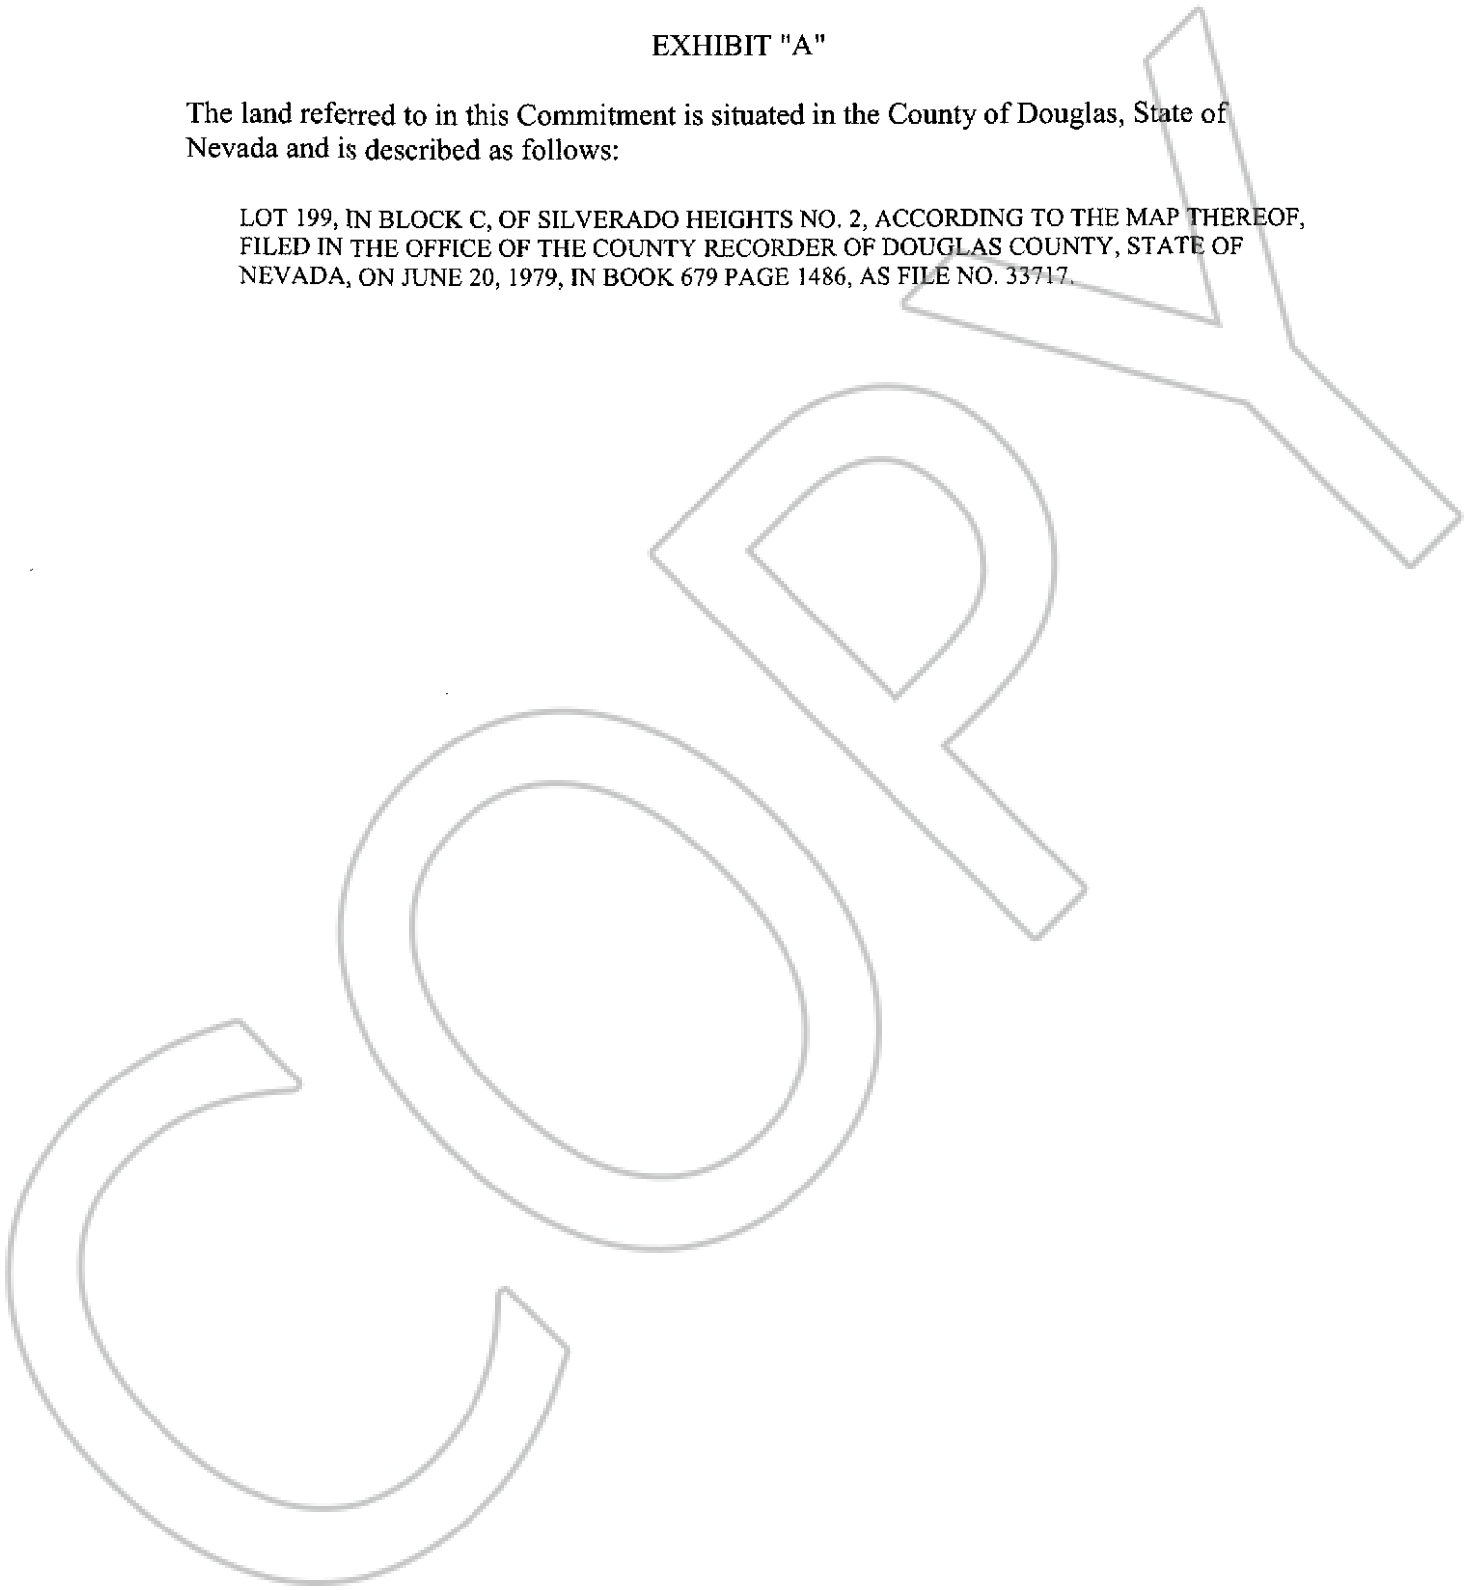 EXHIBIT "A"
The land referred to in this Commitment is situated in the County of Douglas, State of
Nevada and is described as follows:
LOT 199, IN BLOCK C, OF SILVERADO HEIGHTS NO. 2, ACCORDING TO THE MAP THEREOF,
FILED IN THE OFFICE OF THE COUNTY RECORDER OF DOUGLAS COUNTY, STATE OF
NEVADA, ON JUNE 20, 1979, IN BOOK 679 PAGE 1486, AS FILE NO. 33717.
COPY